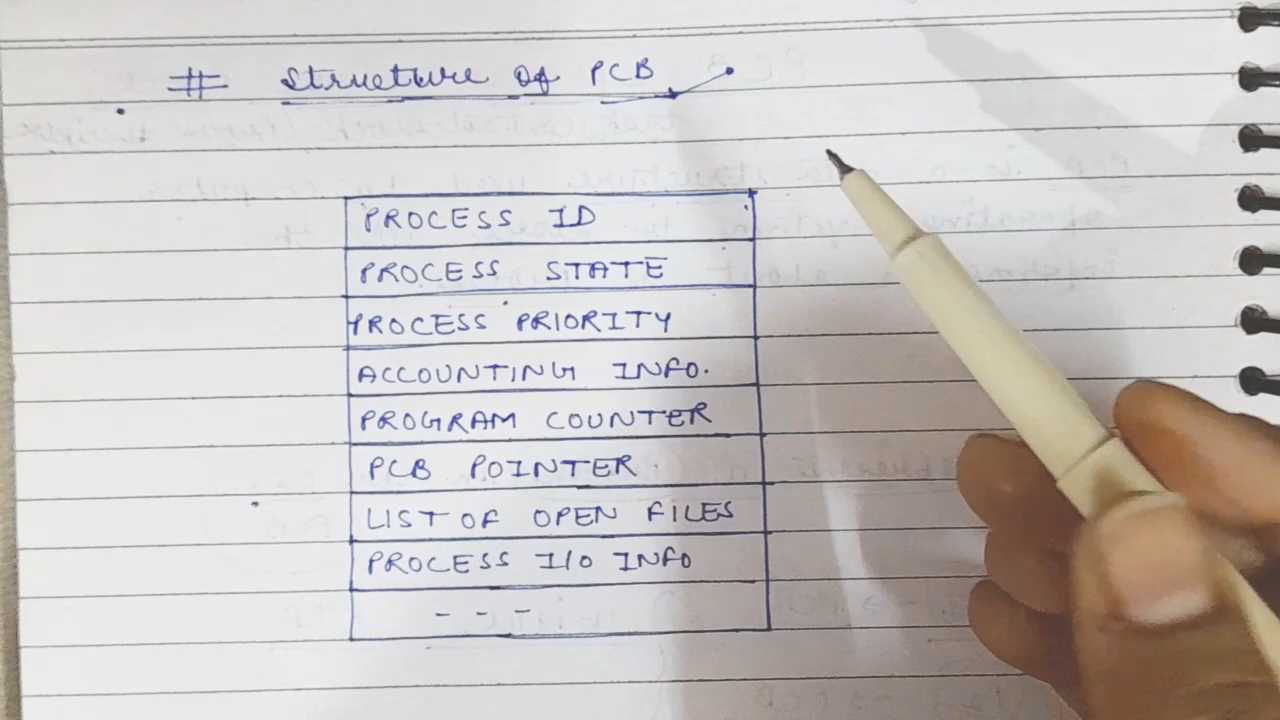 # Structure of PCB
PROCESS ID
PROCESS STATE
PROCESS PRIORITY
ACCOUNTING INFO.
PROGRAM COUNTER
PCB POINTER
LIST OF OPEN FILES
PROCESS I/O INFO
- - -